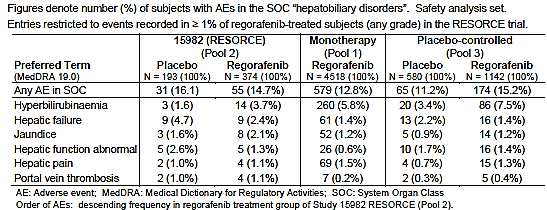 Figures denote number (%) of subjects with AEs in the SOC "hepatobiliary disorders". Safety analysis set.
Entries restricted to events recorded in ≥ 1% of regorafenib-treated subjects (any grade) in the RESORCE trial.
15982 (RESORCE) Monotherapy Placebo-controlled
(Pool 2) (Pool 1) (Pool 3)
Preferred Term Placebo Regorafenib Regorafenib Placebo Regorafenib
(MedDRA 19.0) N = 193 (100%) N = 374 (100%) N = 4518 (100%) N = 580 (100%) N = 1142 (100%)
Any AE in SOC 31 (16.1) 55 (14.7%) 579 (12.8%) 65 (11.2%) 174 (15.2%)
Hyperbilirubinaemia 3 (1.6) 14 (3.7%) 260 (5.8%) 20 (3.4%) 86 (7.5%)
Hepatic failure 9 (4.7) 9 (2.4%) 61 (1.4%) 13 (2.2%) 16 (1.4%)
Jaundice 3 (1.6%) 8 (2.1%) 52 (1.2%) 5 (0.9%) 14 (1.2%)
Hepatic function abnormal 5 (2.6%) 5 (1.3%) 26 (0.6%) 10 (1.7%) 16 (1.4%)
Hepatic pain 2 (1.0%) 4 (1.1%) 69 (1.5%) 4 (0.7%) 15 (1.3%)
Portal vein thrombosis 2 (1.0%) 4 (1.1%) 7 (0.2%) 2 (0.3%) 5 (0.4%)
AE: Adverse event; MedDRA: Medical Dictionary for Regulatory Activities; SOC: System Organ Class
Order of AEs: descending frequency in regorafenib treatment group of Study 15982 RESORCE (Pool 2).